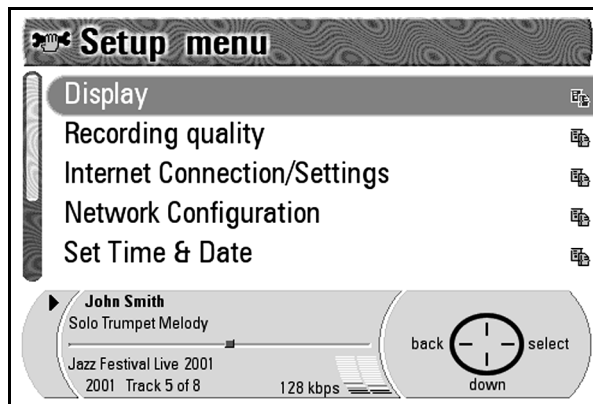 Setup menu
Display
Recording quality
Internet Connection/Settings
Network Configuration
Set Time & Date
John Smith
Solo Trumpet Melody
Jazz Festival Live 2001
2001 Track 5 of 8 128 kbps
back select
down